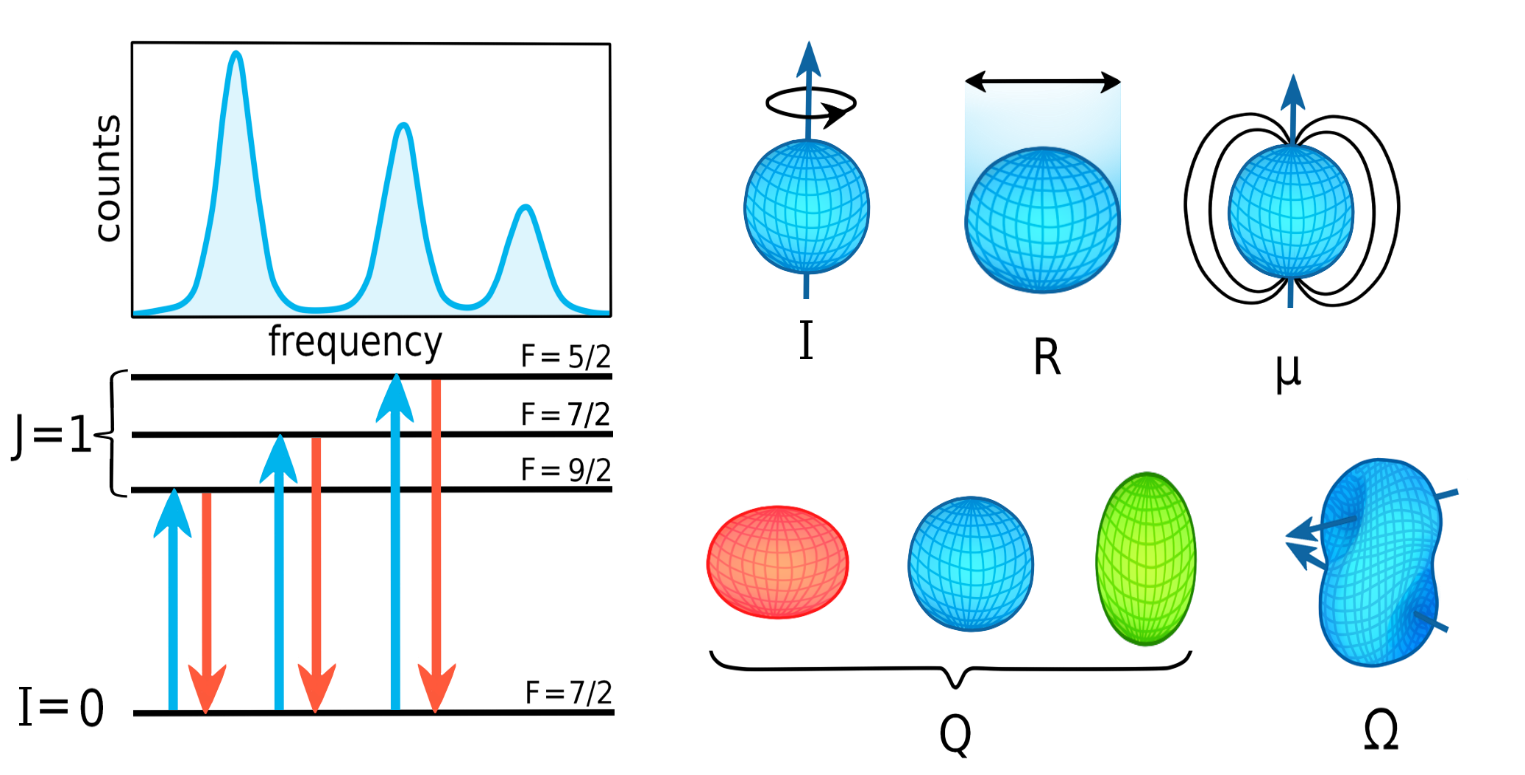 counts
frequency
F = 5/2
F = 7/2
J=1
F = 9/2
I=0
F = 7/2
I
R
μ
Q
Ω